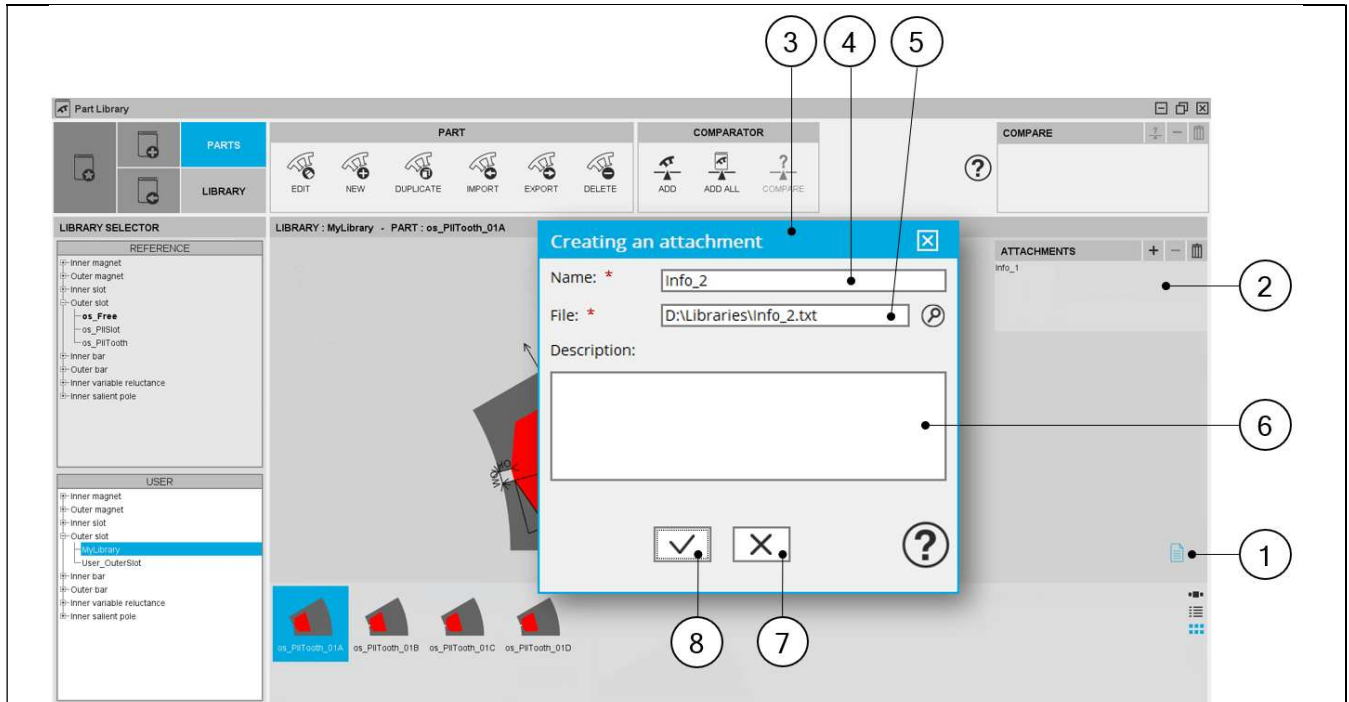 3 4 5
Part Library
PARTS
LIBRARY
PART
EDIT NEW DUPLICATE IMPORT EXPORT DELETE
COMPARATOR
ADD ADD ALL COMPARE
?
COMPARE
LIBRARY SELECTOR
REFERENCE
Inner magnet
Outer magnet
Inner slot
Outer slot
os_Free
os_PllSlot
os_PllTooth
Inner bar
Outer bar
Inner variable reluctance
Inner salient pole
USER
Inner magnet
Outer magnet
Inner slot
Outer slot
MyLibrary
User_OuterSlot
Inner bar
Outer bar
Inner variable reluctance
Inner salient pole
LIBRARY : MyLibrary - PART : os_PllTooth_01A
HO
WO
Creating an attachment
Name: * Info_2
File: * D:\Libraries\Info_2.txt
Description:
?
ATTACHMENTS
Info_1
2
6
1
8 7
os_PllTooth_01A os_PllTooth_01B os_PllTooth_01C os_PllTooth_01D